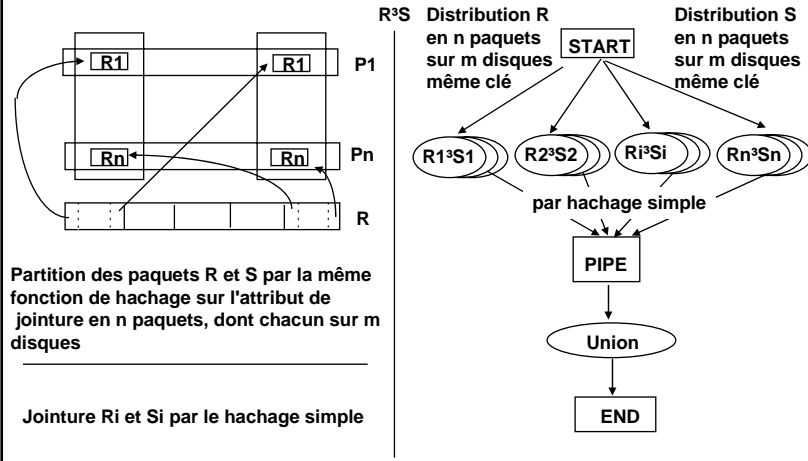 R1
R1
P1
Rn
Rn
Pn
R
Partition des paquets R et S par la même
fonction de hachage sur l'attribut de
jointure en n paquets, dont chacun sur m
disques
Jointure Ri et Si par le hachage simple
R³S
Distribution R
en n paquets
sur m disques
même clé
START
Distribution S
en n paquets
sur m disques
même clé
R1³S1
R2³S2
Ri³Si
Rn³Sn
par hachage simple
PIPE
Union
END